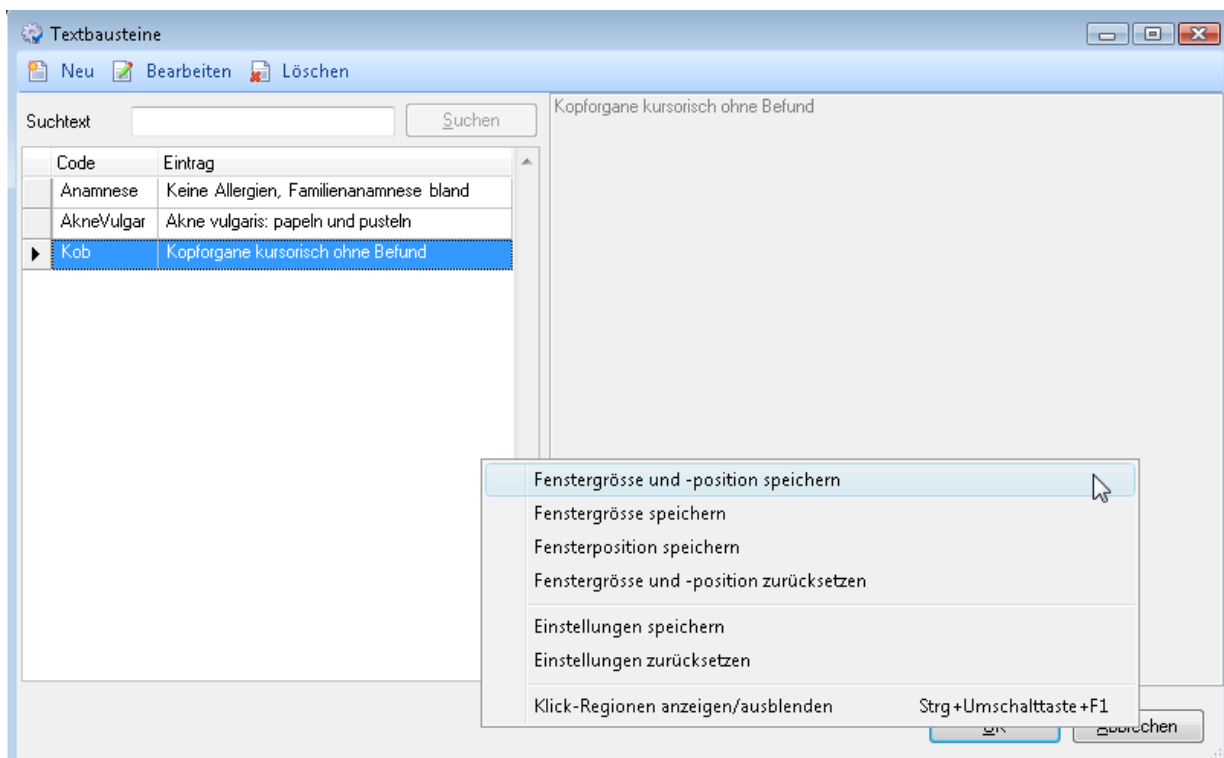 Textbausteine
Neu Bearbeiten Löschen
Suchtext Suchen
Kopforgane kursorisch ohne Befund
Code Eintrag
Anamnese Keine Allergien, Familienanamnese bland
AkneVulgar Akne vulgaris: papeln und pusteln
Kob Kopforgane kursorisch ohne Befund
Fenstergrösse und -position speichern
Fenstergrösse speichern
Fensterposition speichern
Fenstergrösse und -position zurücksetzen
Einstellungen speichern
Einstellungen zurücksetzen
Klick-Regionen anzeigen/ausblenden Strg+Umschalttaste+F1
OK Abbrechen